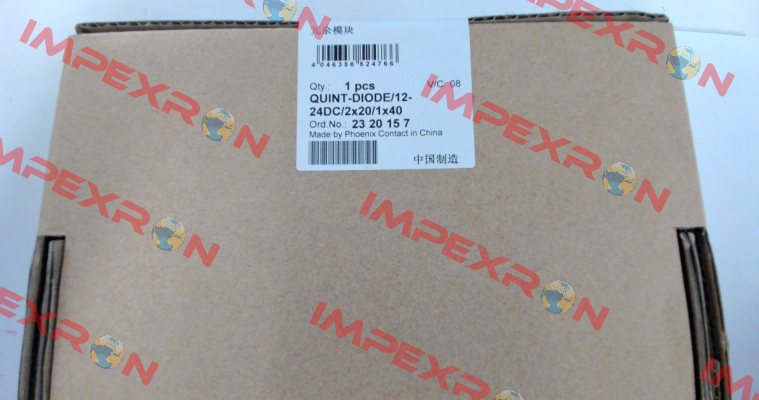 冗余模块
4 046356 524766
Qty.: 1 pcs V/C: 08
QUINT-DIODE/12-
24DC/2x20/1x40
Ord.No.: 23 20 15 7
Made by Phoenix Contact in China
中国制造
IMPEXRON
IMPEXRON
IMPEXRON
IMPEXRON
IMPEXRON
IMPEXRON